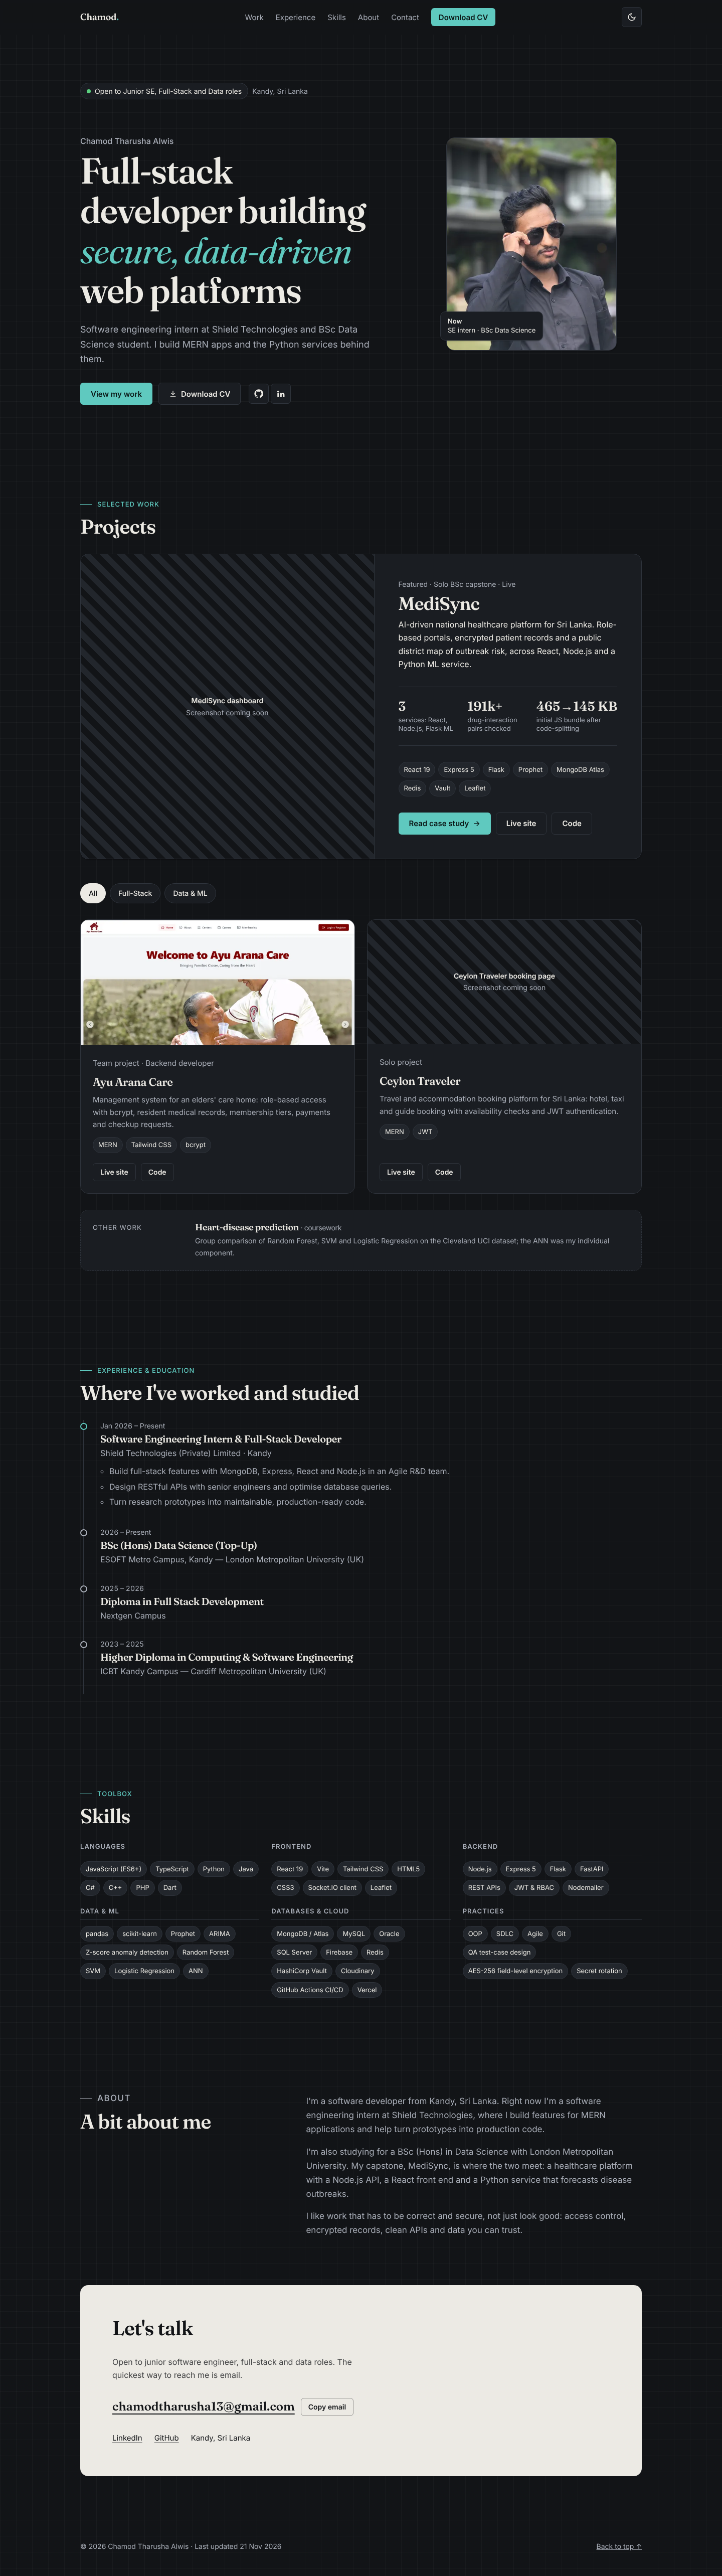 Chamod.
Work Experience Skills About Contact Download CV
Open to Junior SE, Full-Stack and Data roles Kandy, Sri Lanka
Chamod Tharusha Alwis
Full-stack
developer building
secure, data-driven
web platforms
Software engineering intern at Shield Technologies and BSc Data
Science student. I build MERN apps and the Python services behind
them.
View my work Download CV
Now
SE intern · BSc Data Science
SELECTED WORK
Projects
MediSync dashboard
Screenshot coming soon
Featured · Solo BSc capstone · Live
MediSync
AI-driven national healthcare platform for Sri Lanka. Role-
based portals, encrypted patient records and a public
district map of outbreak risk, across React, Node.js and a
Python ML service.
3
services: React,
Node.js, Flask ML
191k+
drug-interaction
pairs checked
465→145 KB
initial JS bundle after
code-splitting
React 19 Express 5 Flask Prophet MongoDB Atlas
Redis Vault Leaflet
Read case study → Live site Code
All Full-Stack Data & ML
Welcome to Ayu Arana Care
Team project · Backend developer
Ayu Arana Care
Management system for an elders' care home: role-based access
with bcrypt, resident medical records, membership tiers, payments
and checkup requests.
MERN Tailwind CSS bcrypt
Live site Code
Ceylon Traveler booking page
Screenshot coming soon
Solo project
Ceylon Traveler
Travel and accommodation booking platform for Sri Lanka: hotel, taxi
and guide booking with availability checks and JWT authentication.
MERN JWT
Live site Code
OTHER WORK
Heart-disease prediction · coursework
Group comparison of Random Forest, SVM and Logistic Regression on the Cleveland UCI dataset; the ANN was my individual
component.
EXPERIENCE & EDUCATION
Where I've worked and studied
Jan 2026 – Present
Software Engineering Intern & Full-Stack Developer
Shield Technologies (Private) Limited · Kandy
Build full-stack features with MongoDB, Express, React and Node.js in an Agile R&D team.
Design RESTful APIs with senior engineers and optimise database queries.
Turn research prototypes into maintainable, production-ready code.
2026 – Present
BSc (Hons) Data Science (Top-Up)
ESOFT Metro Campus, Kandy — London Metropolitan University (UK)
2025 – 2026
Diploma in Full Stack Development
Nextgen Campus
2023 – 2025
Higher Diploma in Computing & Software Engineering
ICBT Kandy Campus — Cardiff Metropolitan University (UK)
TOOLBOX
Skills
LANGUAGES
JavaScript (ES6+) TypeScript Python Java
C# C++ PHP Dart
FRONTEND
React 19 Vite Tailwind CSS HTML5
CSS3 Socket.IO client Leaflet
BACKEND
Node.js Express 5 Flask FastAPI
REST APIs JWT & RBAC Nodemailer
DATA & ML
pandas scikit-learn Prophet ARIMA
Z-score anomaly detection Random Forest
SVM Logistic Regression ANN
DATABASES & CLOUD
MongoDB / Atlas MySQL Oracle
SQL Server Firebase Redis
HashiCorp Vault Cloudinary
GitHub Actions CI/CD Vercel
PRACTICES
OOP SDLC Agile Git
QA test-case design
AES-256 field-level encryption Secret rotation
ABOUT
A bit about me
I'm a software developer from Kandy, Sri Lanka. Right now I'm a software
engineering intern at Shield Technologies, where I build features for MERN
applications and help turn prototypes into production code.
I'm also studying for a BSc (Hons) in Data Science with London Metropolitan
University. My capstone, MediSync, is where the two meet: a healthcare platform
with a Node.js API, a React front end and a Python service that forecasts disease
outbreaks.
I like work that has to be correct and secure, not just look good: access control,
encrypted records, clean APIs and data you can trust.
Let's talk
Open to junior software engineer, full-stack and data roles. The
quickest way to reach me is email.
chamodtharusha13@gmail.com Copy email
LinkedIn GitHub Kandy, Sri Lanka
© 2026 Chamod Tharusha Alwis · Last updated 21 Nov 2026
Back to top ↑